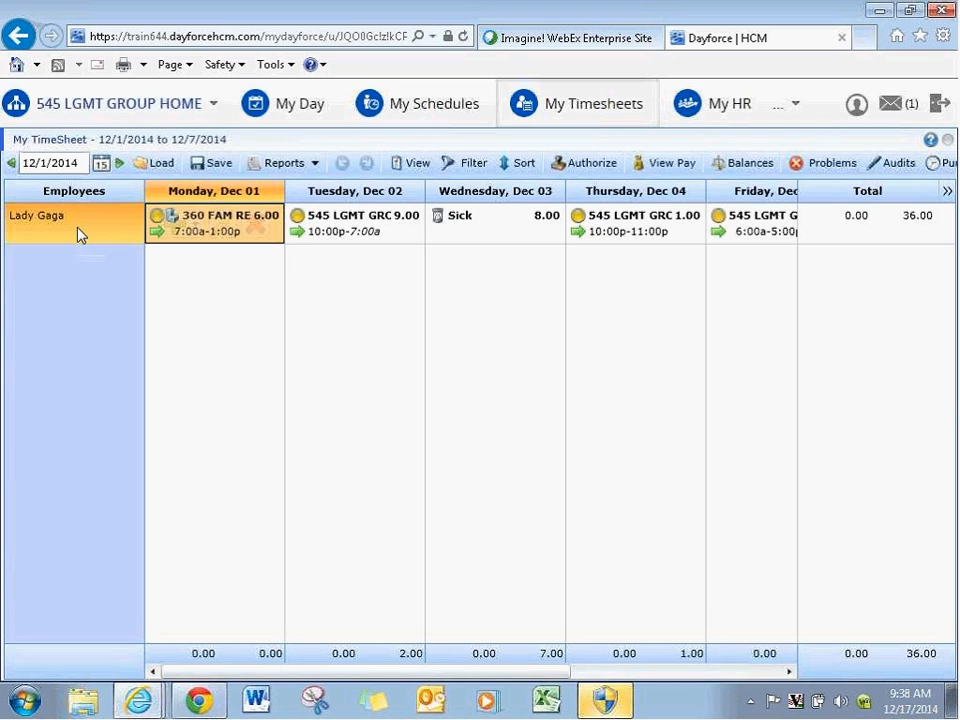 https://train644.dayforcehcm.com/mydayforce/u/JQO8Gclzlk
Imagine! WebEx Enterprise Site
Dayforce | HCM
Page
Safety
Tools
545 LGMT GROUP HOME
My Day
My Schedules
My Timesheets
My HR
...
(1)
My TimeSheet - 12/1/2014 to 12/7/2014
12/1/2014
15
Load
Save
Reports
View
Filter
Sort
Authorize
View Pay
Balances
Problems
Audits
Pu
Employees
Monday, Dec 01
Tuesday, Dec 02
Wednesday, Dec 03
Thursday, Dec 04
Friday, Dec
Total
»
Lady Gaga
360 FAM RE 6.00
7:00a-1:00p
545 LGMT GRC 9.00
10:00p-7:00a
Sick 8.00
545 LGMT GRC 1.00
10:00p-11:00p
545 LGMT G
6:00a-5:00p
0.00 36.00
0.00 0.00 0.00 2.00 0.00 7.00 0.00 1.00 0.00 0.00 36.00
9:38 AM
12/17/2014